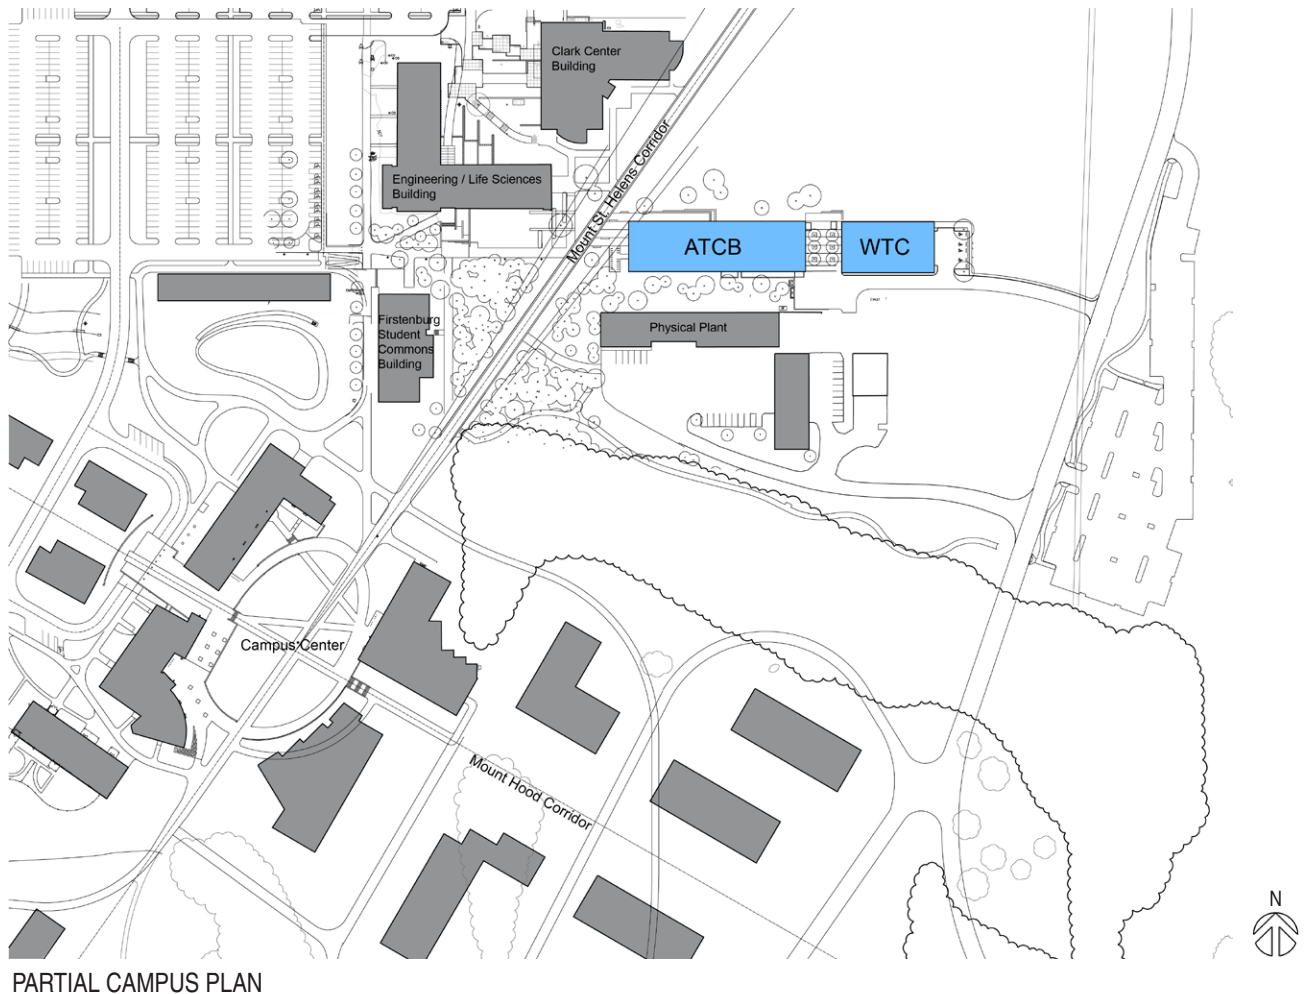 Clark Center
Building
Engineering / Life Sciences
Building
Mount St. Helens Corridor
ATCB
WTC
Firstenburg
Student
Commons
Building
Physical Plant
Campus Center
Mount Hood Corridor
N
PARTIAL CAMPUS PLAN